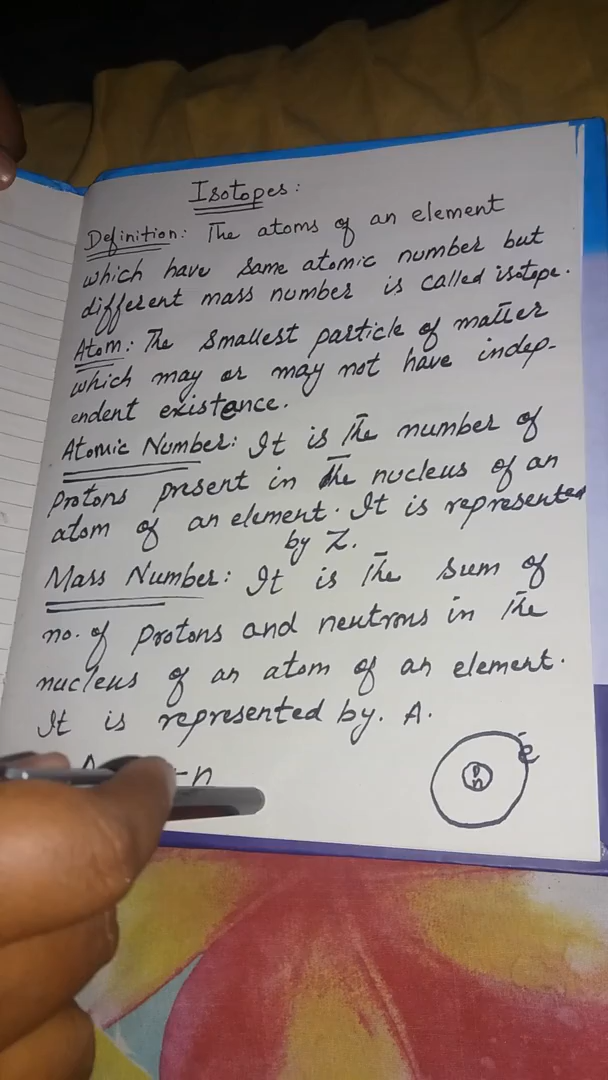 Isotopes:
Definition: The atoms of an element
which have same atomic number but
different mass number is called isotope.
Atom: The smallest particle of matter
which may or may not have indep-
endent existence.
Atomic Number: It is the number of
protons present in the nucleus of an
atom of an element. It is represented
by Z.
Mass Number: It is the sum of
no. of protons and neutrons in the
nucleus of an atom of an element.
It is represented by. A.
n
e
p
n